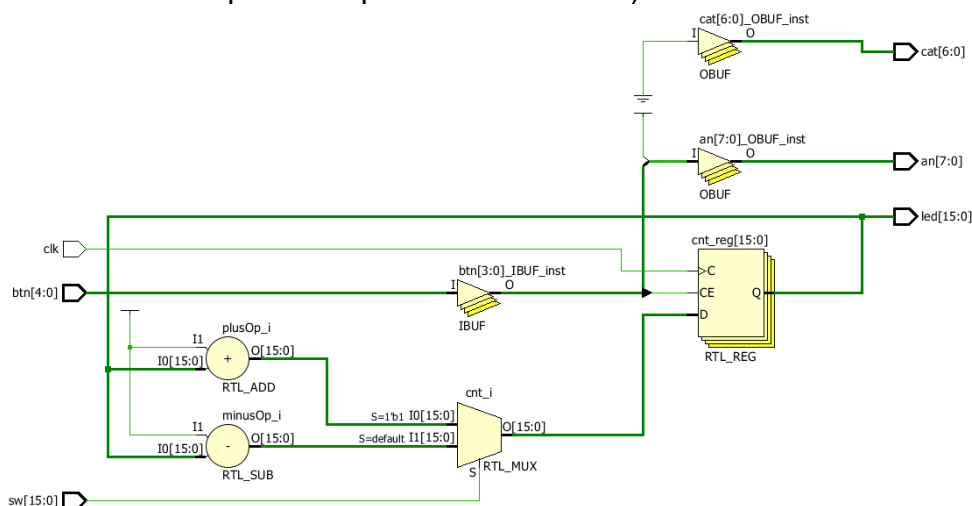 cat[6:0]_OBUF_inst
I
O
cat[6:0]
OBUF
an[7:0]_OBUF_inst
I
O
an[7:0]
OBUF
led[15:0]
clk
cnt_reg[15:0]
>C
btn[3:0]_IBUF_inst
btn[4:0]
I
O
CE
Q
IBUF
D
plusOp_i
RTL_REG
I1
O[15:0]
+
I0[15:0]
RTL_ADD
cnt_i
minusOp_i
S=1'b1 I0[15:0]
I1
O[15:0]
S=default I1[15:0]
O[15:0]
-
I0[15:0]
RTL_SUB
S
RTL_MUX
sw[15:0]